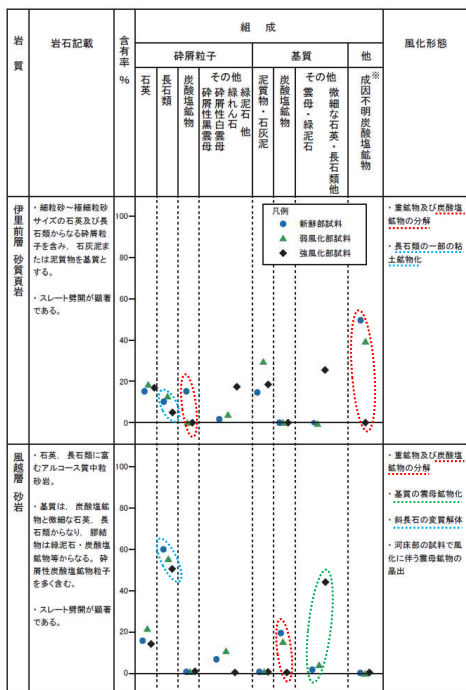 組成
岩質
岩石記載
含有率 %
砕屑粒子
基質
他
風化形態
石英
長石類
炭酸塩鉱物
その他
砕屑性黒雲母
砕屑性白雲母
緑れん石
緑泥石 他
泥質物・石灰泥
炭酸塩鉱物
その他
雲母・緑泥石
微細な石英・長石類他
成因不明炭酸塩鉱物※
伊里前層 砂質頁岩
・細粒砂~極細粒砂
サイズの石英及び長
石類からなる砕屑粒
子を含み、石灰泥ま
たは泥質物を基質と
する。
・スレート劈開が顕著
である。
100
80
60
40
20
0
凡例
新鮮部試料
弱風化部試料
強風化部試料
・重鉱物及び炭酸塩
鉱物の分解
・長石類の一部の粘
土鉱物化
風越層 砂岩
・石英、長石類に富
むアルコース質中粒
砂岩。
・基質は、炭酸塩鉱
物と微細な石英、長
石類からなり、膠結
物は緑泥石・炭酸塩
鉱物等からなる。砕
屑性炭酸塩鉱物粒子
を多く含む。
・スレート劈開が顕著
である。
100
80
60
40
20
0
・重鉱物及び炭酸塩
鉱物の分解
・基質の雲母鉱物化
・斜長石の変質解体
・河床部の試料で風
化に伴う雲母鉱物の
晶出